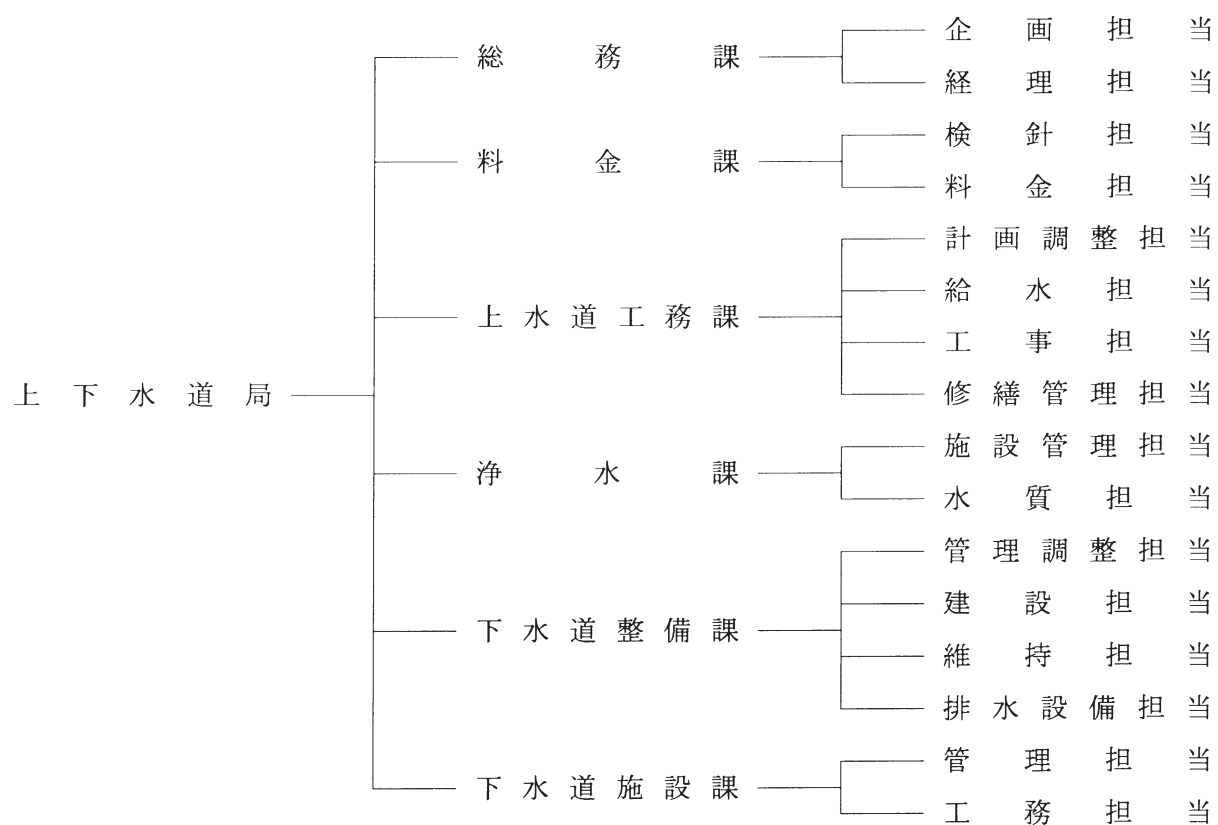 上下水道局
総務課
企画担当
経理担当
料金課
検針担当
料金担当
上水道工務課
計画調整担当
給水担当
工事担当
修繕管理担当
浄水課
施設管理担当
水質担当
下水道整備課
管理調整担当
建設担当
維持担当
排水設備担当
下水道施設課
管理担当
工務担当